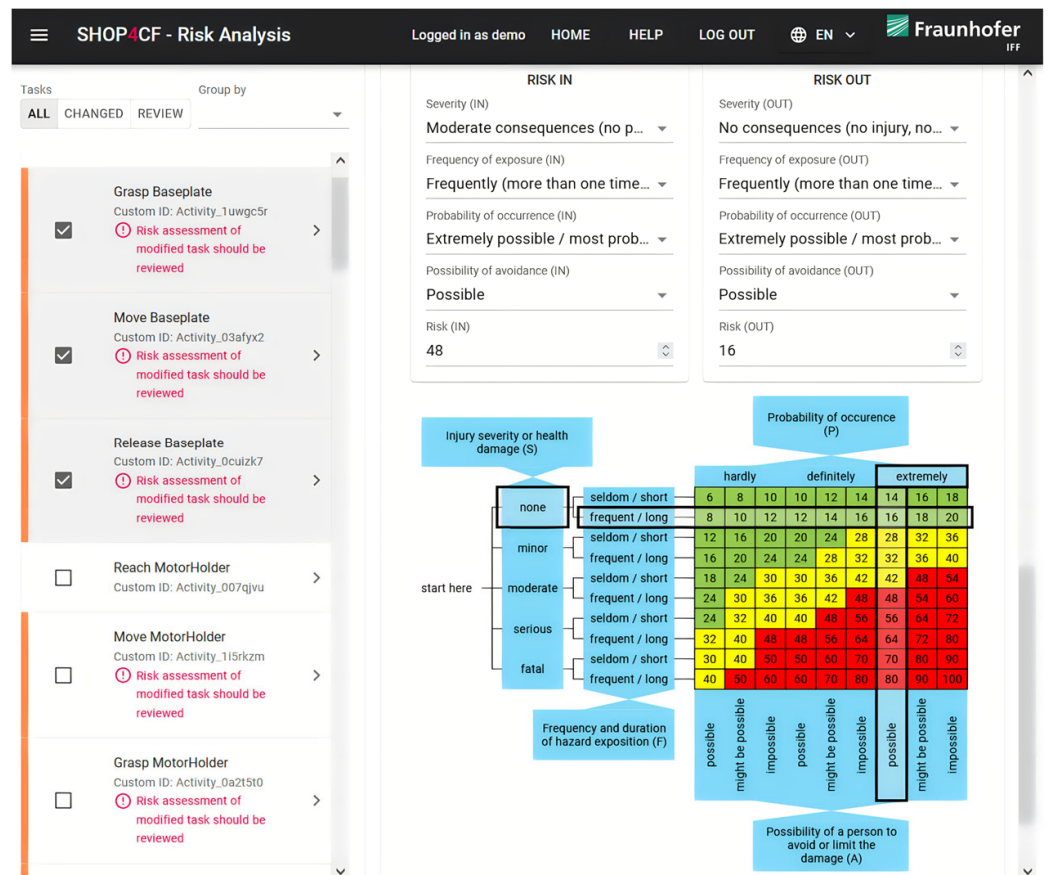 SHOP4CF - Risk Analysis
Logged in as demo
HOME
HELP
LOG OUT
EN
Fraunhofer
IFF
Tasks
Group by
ALL
CHANGED
REVIEW
Grasp Baseplate
Custom ID: Activity_1uwgc5r
Risk assessment of
modified task should be
reviewed
Move Baseplate
Custom ID: Activity_03afyx2
Risk assessment of
modified task should be
reviewed
Release Baseplate
Custom ID: Activity_0cuizk7
Risk assessment of
modified task should be
reviewed
Reach MotorHolder
Custom ID: Activity_007qjvu
Move MotorHolder
Custom ID: Activity_1i5rkzm
Risk assessment of
modified task should be
reviewed
Grasp MotorHolder
Custom ID: Activity_0a2t5t0
Risk assessment of
modified task should be
reviewed
RISK IN
Severity (IN)
Moderate consequences (no p...
Frequency of exposure (IN)
Frequently (more than one time...
Probability of occurrence (IN)
Extremely possible / most prob...
Possibility of avoidance (IN)
Possible
Risk (IN)
48
RISK OUT
Severity (OUT)
No consequences (no injury, no...
Frequency of exposure (OUT)
Frequently (more than one time...
Probability of occurrence (OUT)
Extremely possible / most prob...
Possibility of avoidance (OUT)
Possible
Risk (OUT)
16
Injury severity or health
damage (S)
Probability of occurence
(P)
hardly definitely extremely
start here
none
minor
moderate
serious
fatal
seldom / short 6 8 10 10 12 14 14 16 18
frequent / long 8 10 12 12 14 16 16 18 20
seldom / short 12 16 20 20 24 28 28 32 36
frequent / long 16 20 24 24 28 32 32 36 40
seldom / short 18 24 30 30 36 42 42 48 54
frequent / long 24 30 36 36 42 48 48 54 60
seldom / short 24 32 40 40 48 56 56 64 72
frequent / long 32 40 48 48 56 64 64 72 80
seldom / short 30 40 50 50 60 70 70 80 90
frequent / long 40 50 60 60 70 80 80 90 100
Frequency and duration
of hazard exposition (F)
possible
might be possible
impossible
possible
might be possible
impossible
possible
might be possible
impossible
Possibility of a person to
avoid or limit the
damage (A)